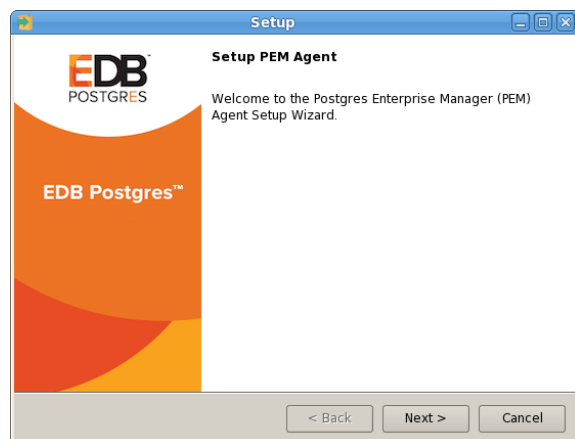 Setup
EDB
POSTGRES
Setup PEM Agent
Welcome to the Postgres Enterprise Manager (PEM)
Agent Setup Wizard.
EDB Postgres™
< Back
Next >
Cancel